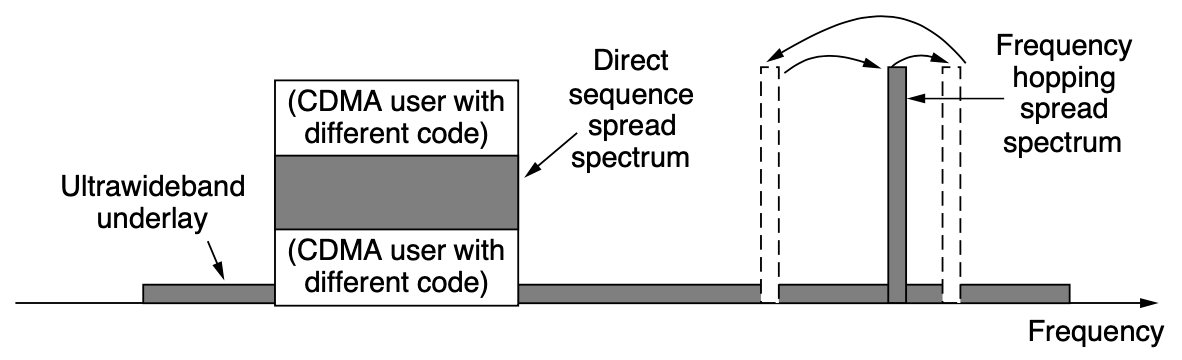 Ultrawideband
underlay
(CDMA user with
different code)
(CDMA user with
different code)
Direct
sequence
spread
spectrum
Frequency
hopping
spread
spectrum
Frequency